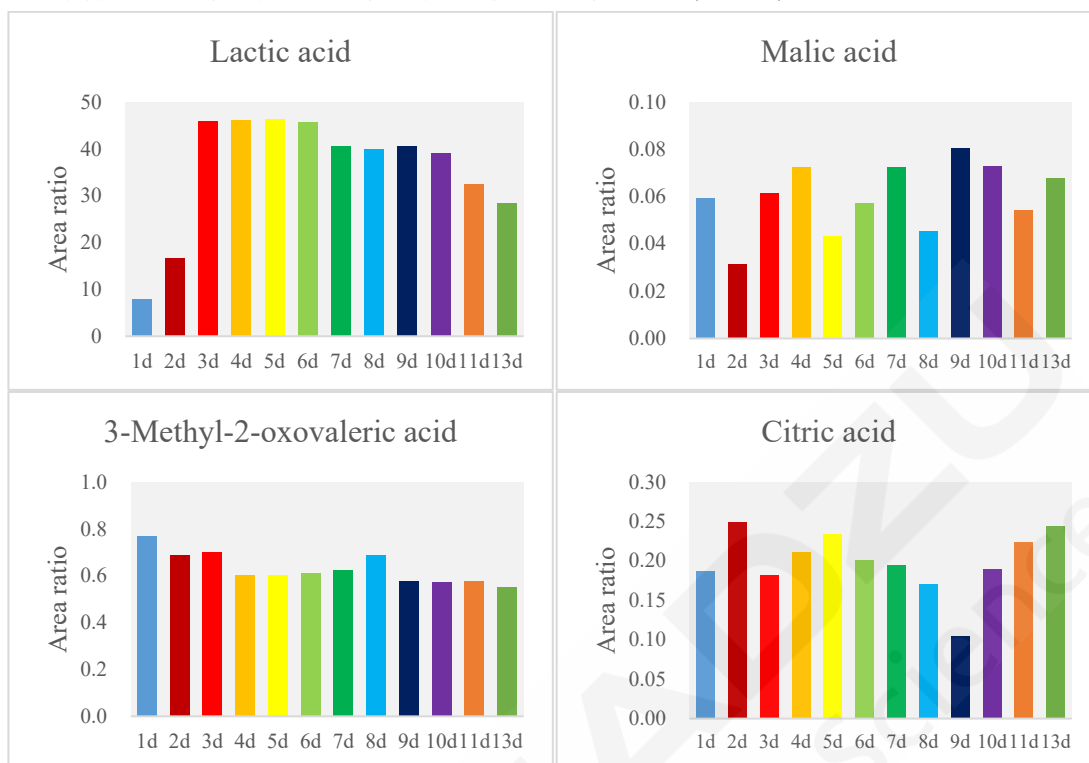 Lactic acid
Area ratio
50
40
30
20
10
0
1d 2d 3d 4d 5d 6d 7d 8d 9d 10d 11d 13d
Malic acid
Area ratio
0.10
0.08
0.06
0.04
0.02
0.00
1d 2d 3d 4d 5d 6d 7d 8d 9d 10d 11d 13d
3-Methyl-2-oxovaleric acid
Area ratio
1.0
0.8
0.6
0.4
0.2
0.0
1d 2d 3d 4d 5d 6d 7d 8d 9d 10d 11d 13d
Citric acid
Area ratio
0.30
0.25
0.20
0.15
0.10
0.05
0.00
1d 2d 3d 4d 5d 6d 7d 8d 9d 10d 11d 13d
ADZU
Science